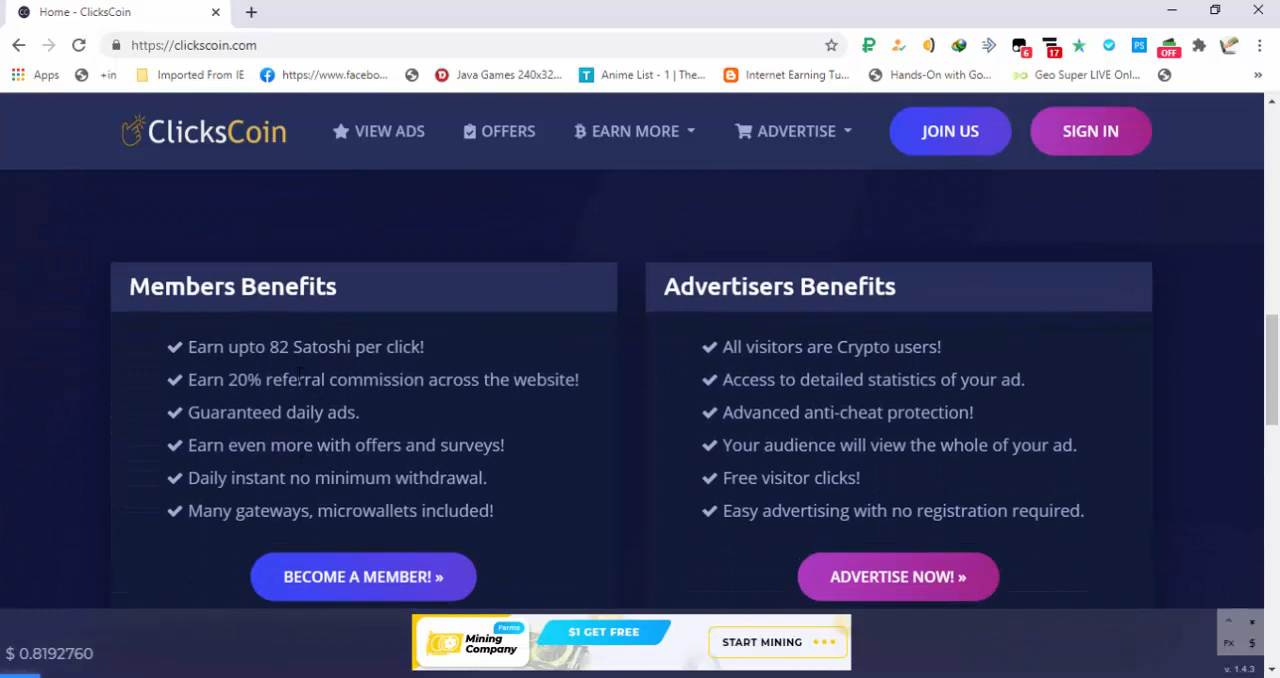 Home - ClicksCoin
https://clickscoin.com
Apps
+in
Imported From IE
https://www.facebo...
Java Games 240x32...
Anime List - 1 | The...
Internet Earning Tu...
Hands-On with Go...
Geo Super LIVE Onl...
6
17
PS
OFF
ClicksCoin
VIEW ADS
OFFERS
EARN MORE
ADVERTISE
JOIN US
SIGN IN
Members Benefits
Earn upto 82 Satoshi per click!
Earn 20% referral commission across the website!
Guaranteed daily ads.
Earn even more with offers and surveys!
Daily instant no minimum withdrawal.
Many gateways, microwallets included!
BECOME A MEMBER! »
Advertisers Benefits
All visitors are Crypto users!
Access to detailed statistics of your ad.
Advanced anti-cheat protection!
Your audience will view the whole of your ad.
Free visitor clicks!
Easy advertising with no registration required.
ADVERTISE NOW! »
Mining Farms
Company
$1 GET FREE
START MINING
$ 0.8192760
FX $
v. 1.4.3